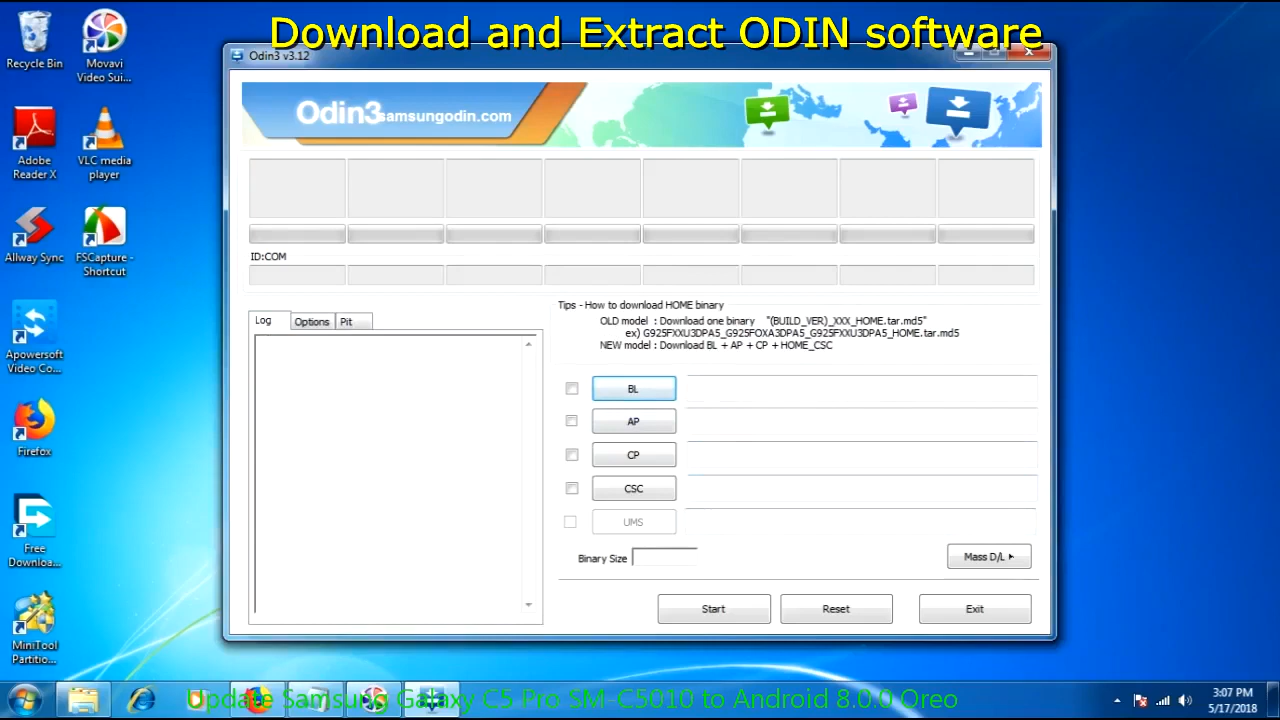 Download and Extract ODIN software
Recycle Bin
Movavi
Video Sui...
Adobe
Reader X
VLC media
player
Allway Sync
FSCapture -
Shortcut
Apowersoft
Video Co...
Firefox
Free
Downloa...
MiniTool
Partitio...
Odin3 v3.12
Odin3
samsungodin.com
ID:COM
Log
Options
Pit
Tips - How to download HOME binary
OLD model : Download one binary "(BUILD_VER)_XXX_HOME.tar.md5"
ex) G925FXXU3DPA5_G925FOXA3DPA5_G925FXXU3DPA5_HOME.tar.md5
NEW model : Download BL + AP + CP + HOME_CSC
BL
AP
CP
CSC
UMS
Binary Size
Mass D/L
Start
Reset
Exit
Update Samsung Galaxy C5 Pro SM-C5010 to Android 8.0.0 Oreo
3:07 PM
5/17/2018